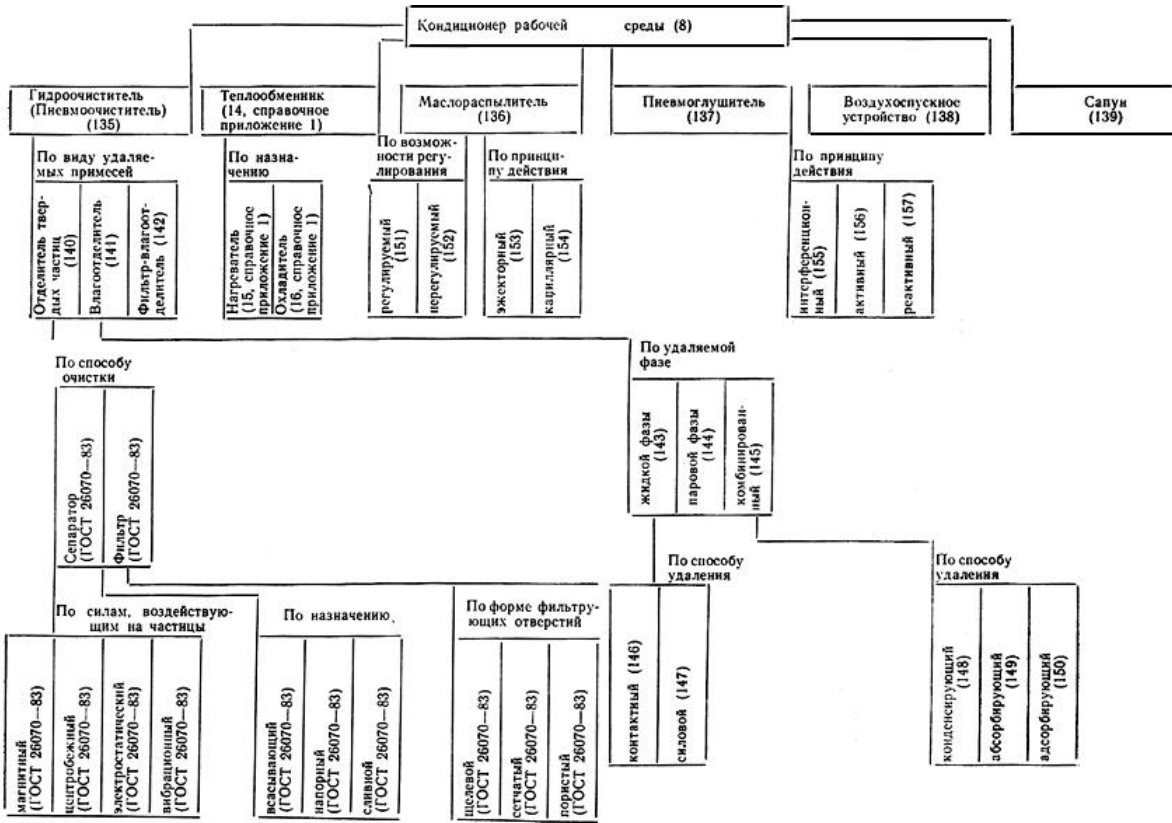 Кондиционер рабочей среды (8)
Гидроочиститель
(Пневмоочиститель)
(135)
Теплообменник
(14, справочное
приложение 1)
Маслораспылитель
(136)
Пневмоглушитель
(137)
Воздухоспускное
устройство (138)
Сапун
(139)
По виду удаляе-
мых примесей
По назна-
чению
По возмож-
ности регу-
лирования
По принци-
пу действия
По принципу
действия
Отделитель твер-
дых частиц
(140)
Влагоотделитель
(141)
Фильтр-влагоот-
делитель (142)
Нагреватель
(15, справочное
приложение 1)
Охладитель
(16, справочное
приложение 1)
регулируемый
(151)
нерегулируемый
(152)
эжекторный
(153)
капиллярный
(154)
интерференцион-
ный (155)
активный (156)
реактивный (157)
По способу
очистки
По удаляемой
фазе
Сепаратор
(ГОСТ 26070—83)
Фильтр
(ГОСТ 26070—83)
жидкой фазы
(143)
паровой фазы
(144)
комбинирован-
ный (145)
По силам, воздействую-
щим на частицы
По назначению
По форме фильтру-
ющих отверстий
По способу
удаления
По способу
удаления
магнитный
(ГОСТ 26070—83)
центробежный
(ГОСТ 26070—83)
электростатический
(ГОСТ 26070—83)
вибрационный
(ГОСТ 26070—83)
всасывающий
(ГОСТ 26070—83)
напорный
(ГОСТ 26070—83)
сливной
(ГОСТ 26070—83)
щелевой
(ГОСТ 26070—83)
сетчатый
(ГОСТ 26070—83)
пористый
(ГОСТ 26070—83)
контактный (146)
силовой (147)
конденсирующий
(148)
абсорбирующий
(149)
адсорбирующий
(150)